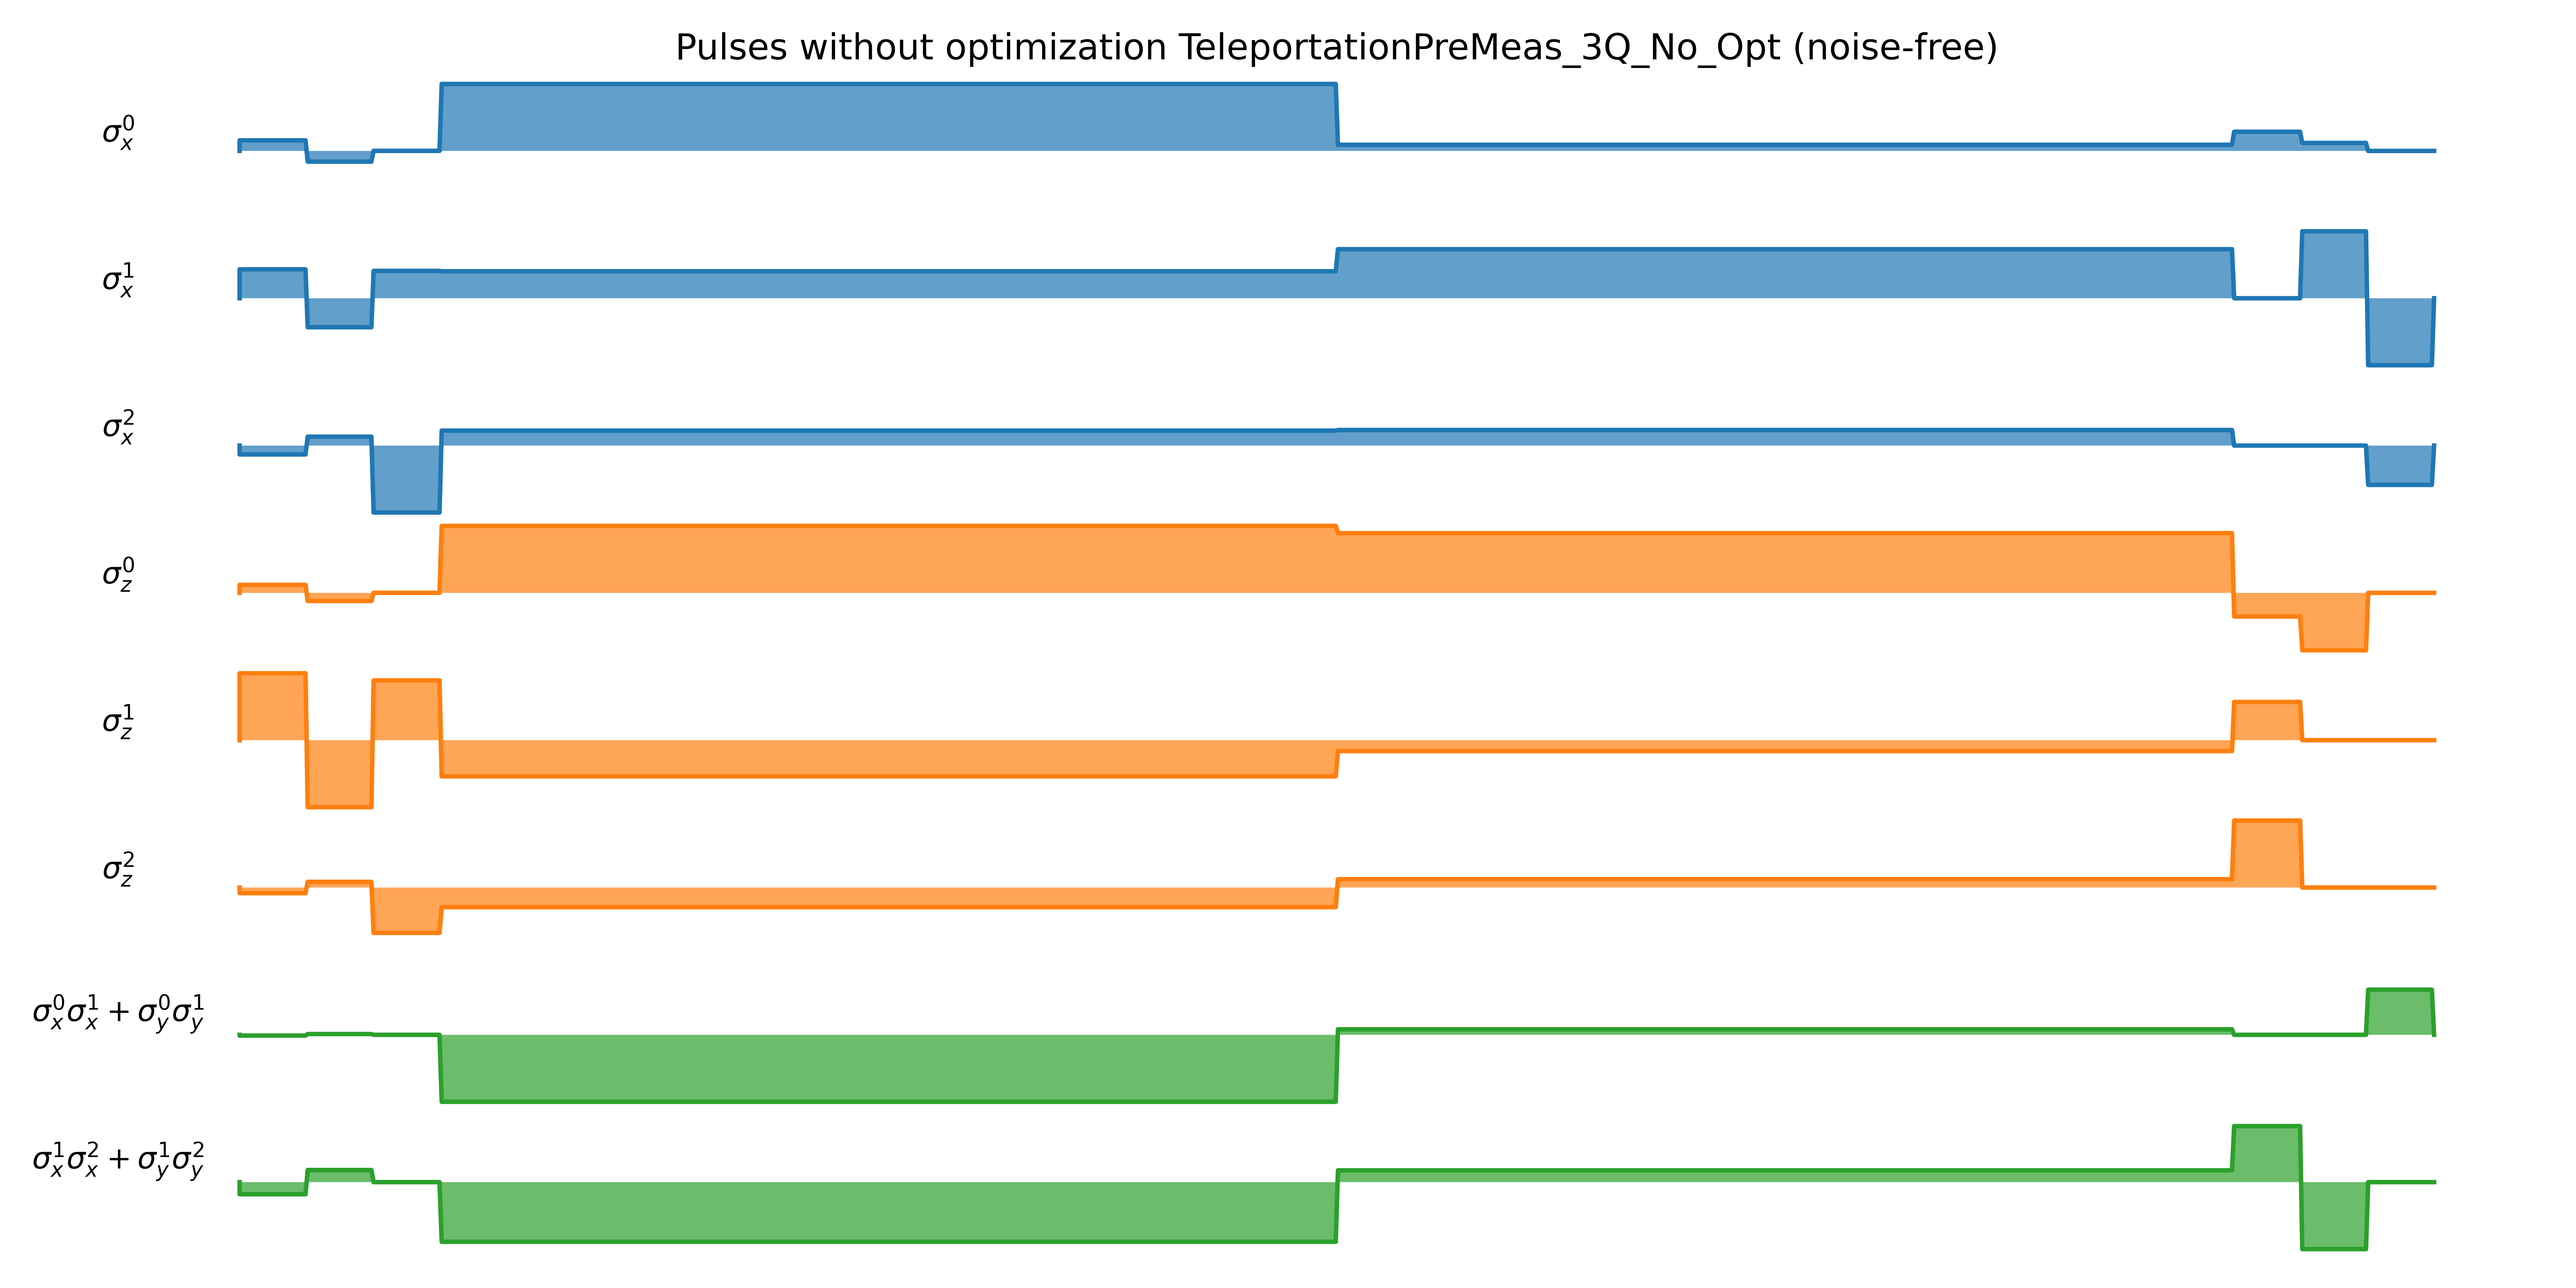 Pulses without optimization TeleportationPreMeas_3Q_No_Opt (noise-free)
σ_x^0
σ_x^1
σ_x^2
σ_z^0
σ_z^1
σ_z^2
σ_x^0σ_x^1 + σ_y^0σ_y^1
σ_x^1σ_x^2 + σ_y^1σ_y^2